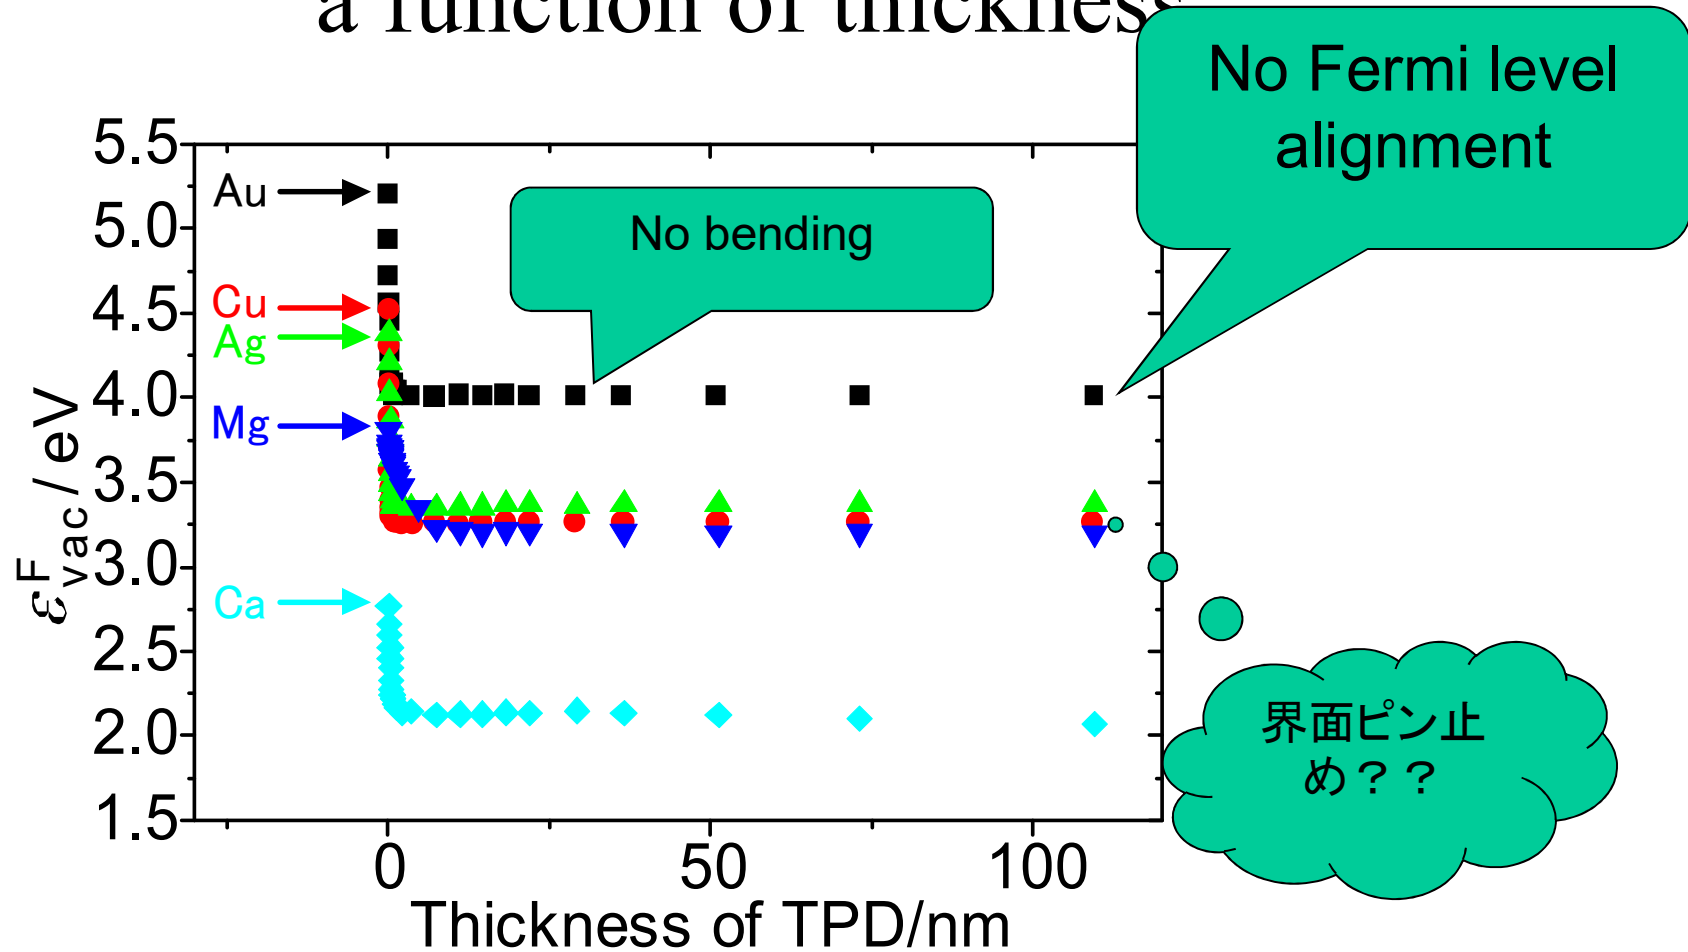 a function of thickness
No Fermi level
alignment
No bending
5.5
5.0
4.5
4.0
3.5
3.0
2.5
2.0
1.5
Au
Cu
Ag
Mg
Ca
εFvac/eV
0 50 100
Thickness of TPD/nm
界面ピン止
め？？